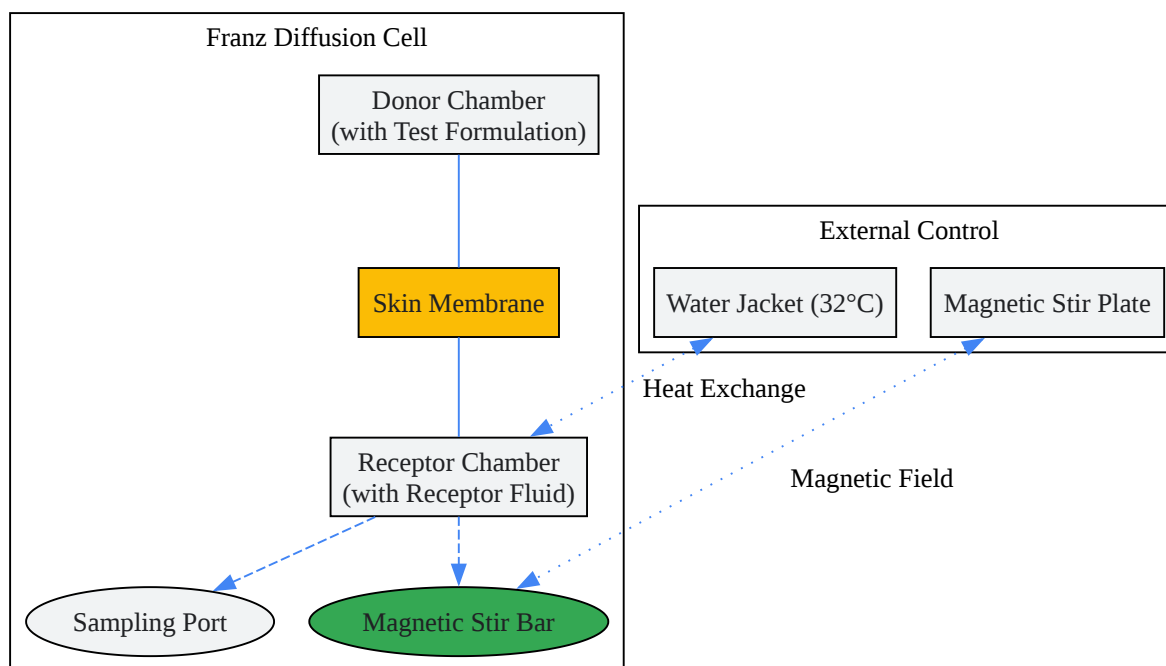 Franz Diffusion Cell
Donor Chamber
(with Test Formulation)
External Control
Skin Membrane
Water Jacket (32°C)
Magnetic Stir Plate
Heat Exchange
Receptor Chamber
(with Receptor Fluid)
Magnetic Field
Sampling Port
Magnetic Stir Bar